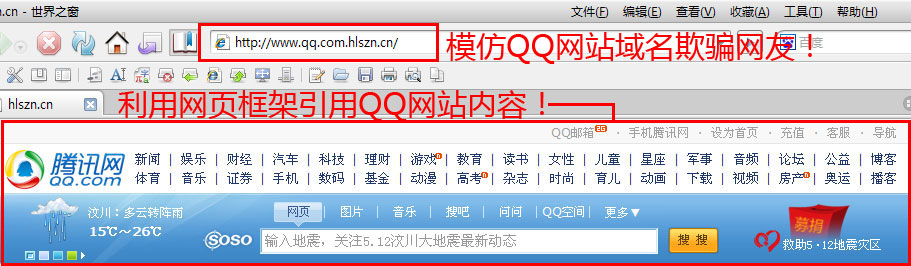 .cn - 世界之窗
文件(F) 编辑(E) 查看(V) 收藏(A) 工具(T) 帮助(H)
http://www.qq.com.hlszn.cn/
模仿QQ网站域名欺骗网友！
百度
hlszn.cn
利用网页框架引用QQ网站内容！
QQ邮箱2G · 手机腾讯网 · 设为首页 · 充值 · 客服 · 导航
腾讯网
QQ.com
新闻 | 娱乐 | 财经 | 汽车 | 科技 | 理财 | 游戏 | 教育 | 读书 | 女性 | 儿童 | 星座 | 军事 | 音频 | 论坛 | 公益 | 博客
体育 | 音乐 | 证券 | 手机 | 数码 | 基金 | 动漫 | 高考 | 杂志 | 时尚 | 育儿 | 动画 | 下载 | 视频 | 房产 | 奥运 | 播客
汶川：多云转阵雨
15℃～26℃
网页 | 图片 | 音乐 | 搜吧 | 问问 | QQ空间 | 更多▼
SOSO
输入地震，关注5.12汶川大地震最新动态
搜 搜
募捐
救助5·12地震灾区